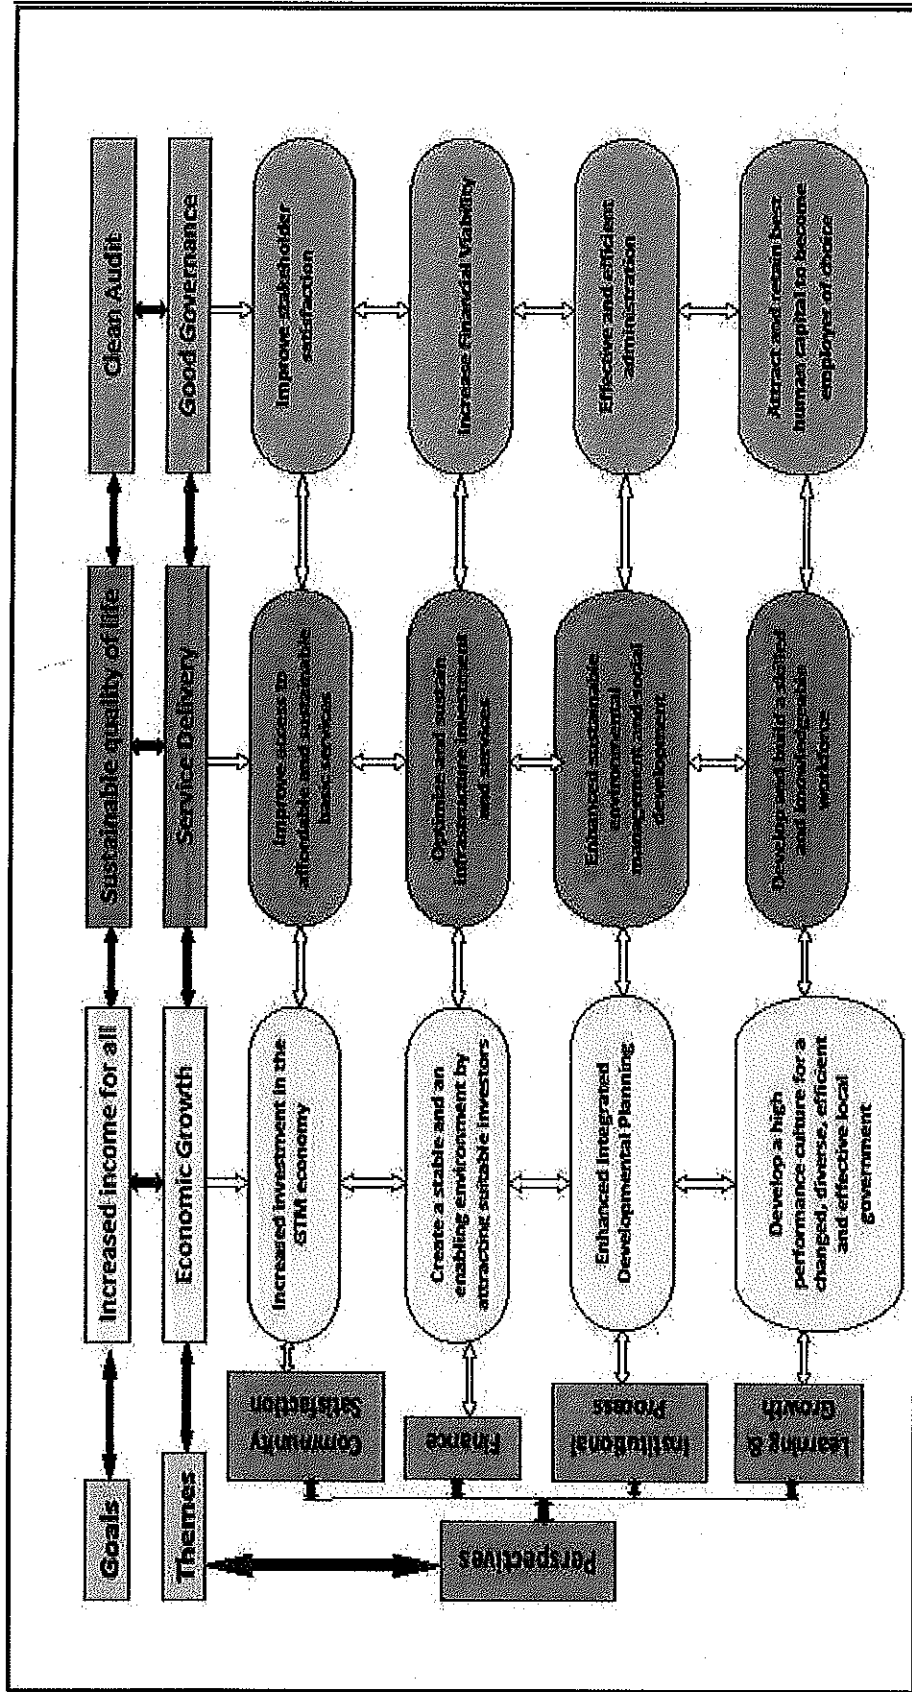 Goals
Increased income for all
Sustainable quality of life
Clean Audit
Themes
Economic Growth
Service Delivery
Good Governance
Perspectives
Community
Satisfaction
Increased investment in the
GTM economy
Improve access to
affordable and sustainable
basic services
Improve stakeholder
satisfaction
Finance
Create a stable and an
enabling environment by
attracting suitable investors
Optimize and sustain
infrastructure investment
and services
Increase Financial Viability
Institutional
Process
Enhanced Integrated
Developmental Planning
Enhanced sustainable
environmental
management and social
development
Effective and efficient
administration
Learning &
Growth
Develop a high
performance culture for a
changed, diverse, efficient
and effective local
government
Develop and build a skilled
and knowledgeable
workforce
Attract and retain best
human capital to become
employer of choice